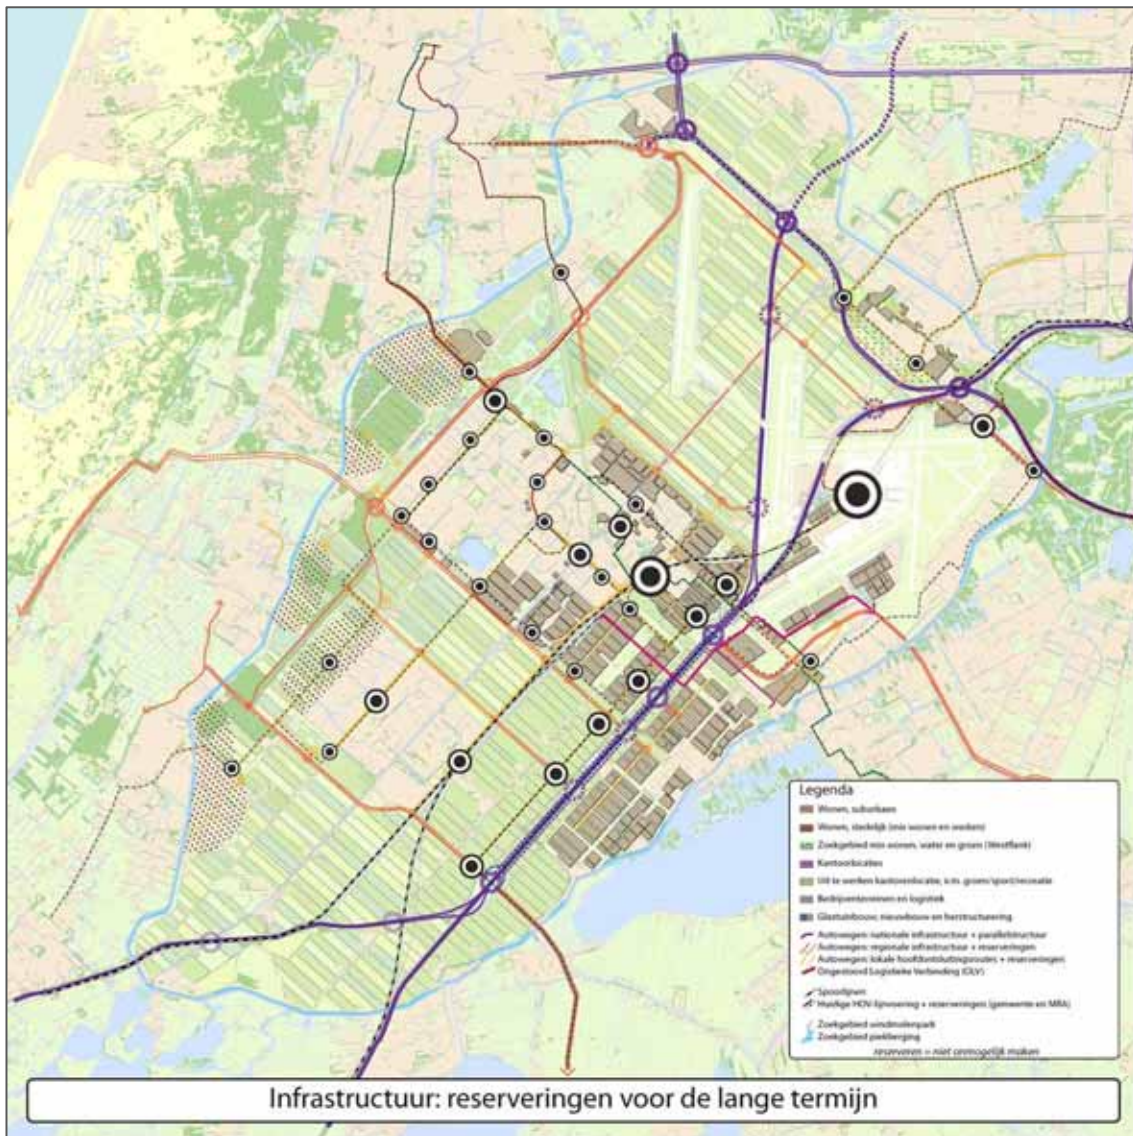 Legenda
Wonen, suburbaan
Wonen, stedelijk (mix wonen en werken)
Zoekgebied mix wonen, water en groen (Westflank)
Kantoorlocaties
Uit te werken kantorenlocatie, i.r.t. groen/sport/recreatie
Bedrijventerreinen en logistiek
Glastuinbouw, nieuwbouw en herstructurering
Autowegen: nationale infrastructuur + parallelstructuur
Autowegen: regionale infrastructuur + reserveringen
Autowegen: lokale hoofdontsluitingsroutes + reserveringen
Ongestoord Logistieke Verbinding (OLV)
Spoorlijnen
Huidige HOV-lijnvoering + reserveringen (gemeente en MRA)
Zoekgebied windmolenpark
Zoekgebied piekberging
reserveren = niet onmogelijk maken
Infrastructuur: reserveringen voor de lange termijn